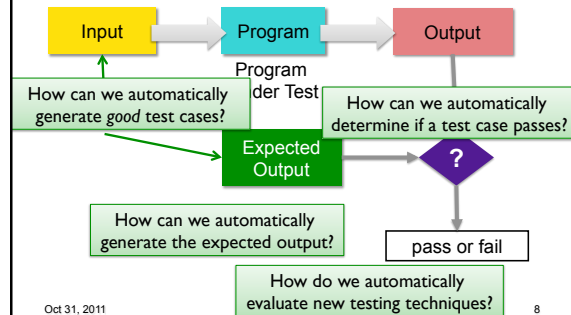 Input
Program
Output
Program
der Test
How can we automatically
generate good test cases?
How can we automatically
determine if a test case passes?
Expected
Output
?
How can we automatically
generate the expected output?
pass or fail
How do we automatically
evaluate new testing techniques?
Oct 31, 2011
8